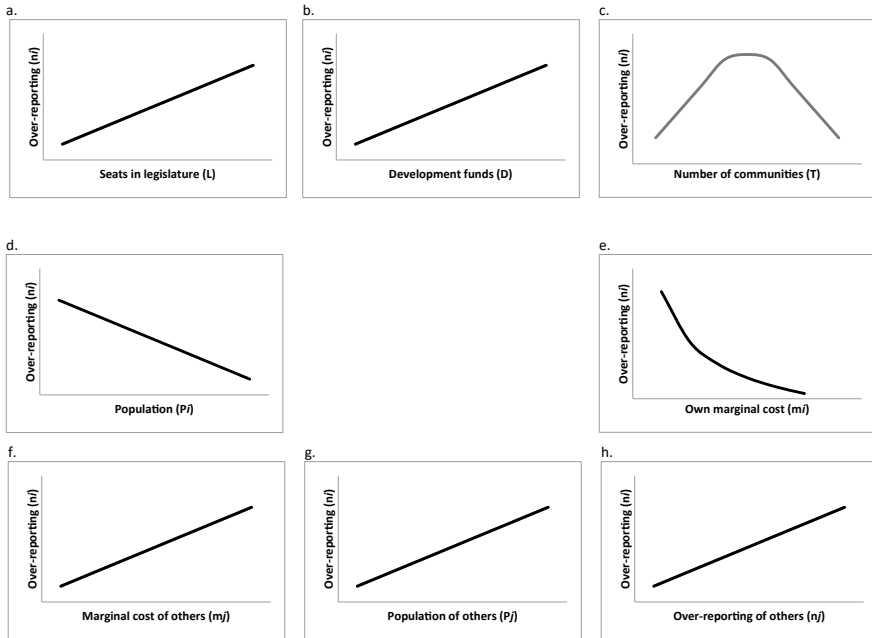 a.
Over-reporting (ni)
Seats in legislature (L)
b.
Over-reporting (ni)
Development funds (D)
c.
Over-reporting (ni)
Number of communities (T)
d.
Over-reporting (ni)
Population (Pi)
e.
Over-reporting (ni)
Own marginal cost (mi)
f.
Over-reporting (ni)
Marginal cost of others (mj)
g.
Over-reporting (ni)
Population of others (Pj)
h.
Over-reporting (ni)
Over-reporting of others (nj)